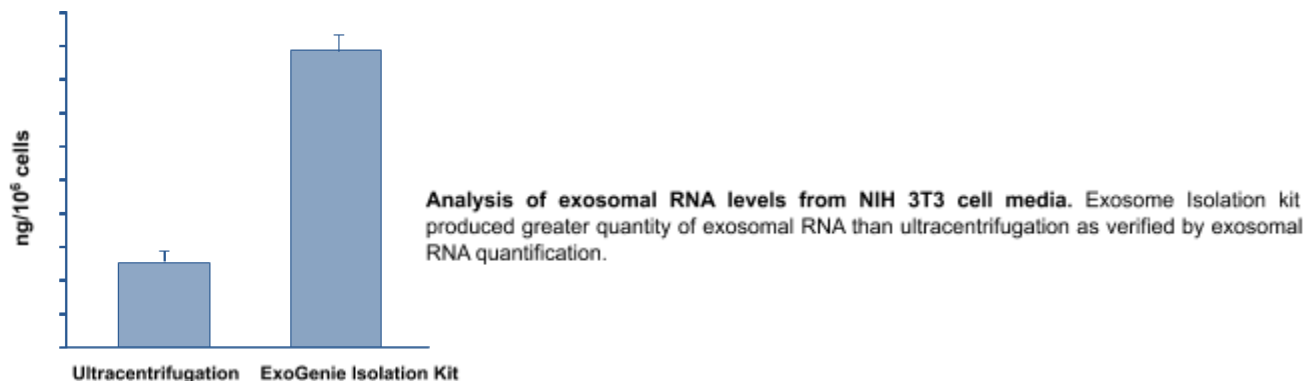 ng/10⁶ cells
Analysis of exosomal RNA levels from NIH 3T3 cell media. Exosome Isolation kit
produced greater quantity of exosomal RNA than ultracentrifugation as verified by exosomal
RNA quantification.
Ultracentrifugation ExoGenie Isolation Kit